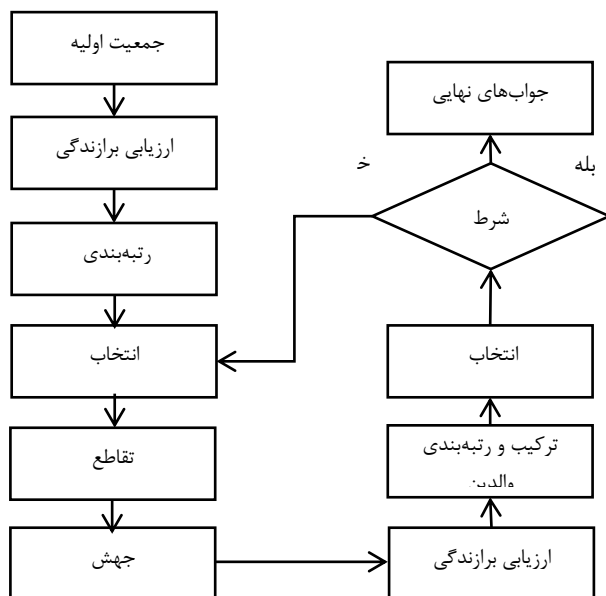 جمعیت اولیه
ارزیابی برازندگی
رتبه‌بندی
انتخاب
تقاطع
جهش
ارزیابی برازندگی
ترکیب و رتبه‌بندی
والدین
انتخاب
شرط
خ
بله
جواب‌های نهایی